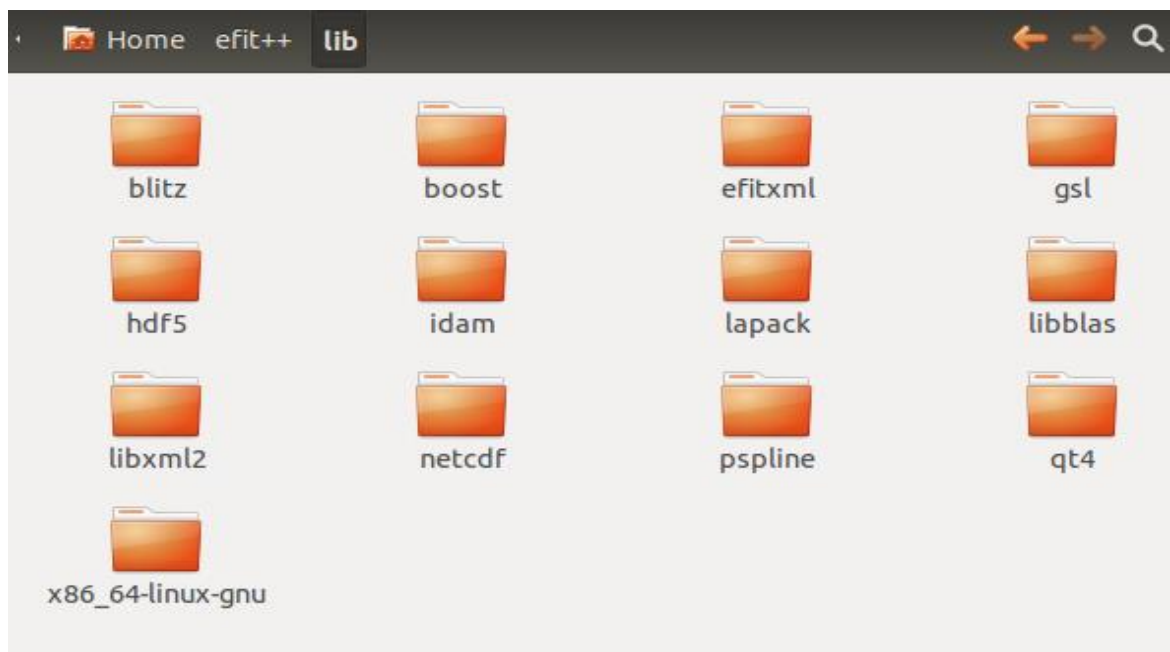 Home efit++ lib
blitz boost efitxml gsl
hdf5 idam lapack libblas
libxml2 netcdf pspline qt4
x86_64-linux-gnu